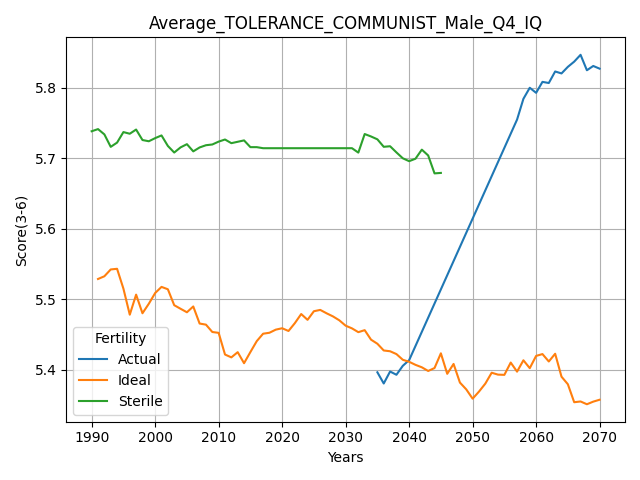 Average_TOLERANCE_COMMUNIST_Male_Q4_IQ
Score(3-6)
5.8
5.7
5.6
5.5
5.4
Fertility
Actual
Ideal
Sterile
1990 2000 2010 2020 2030 2040 2050 2060 2070
Years